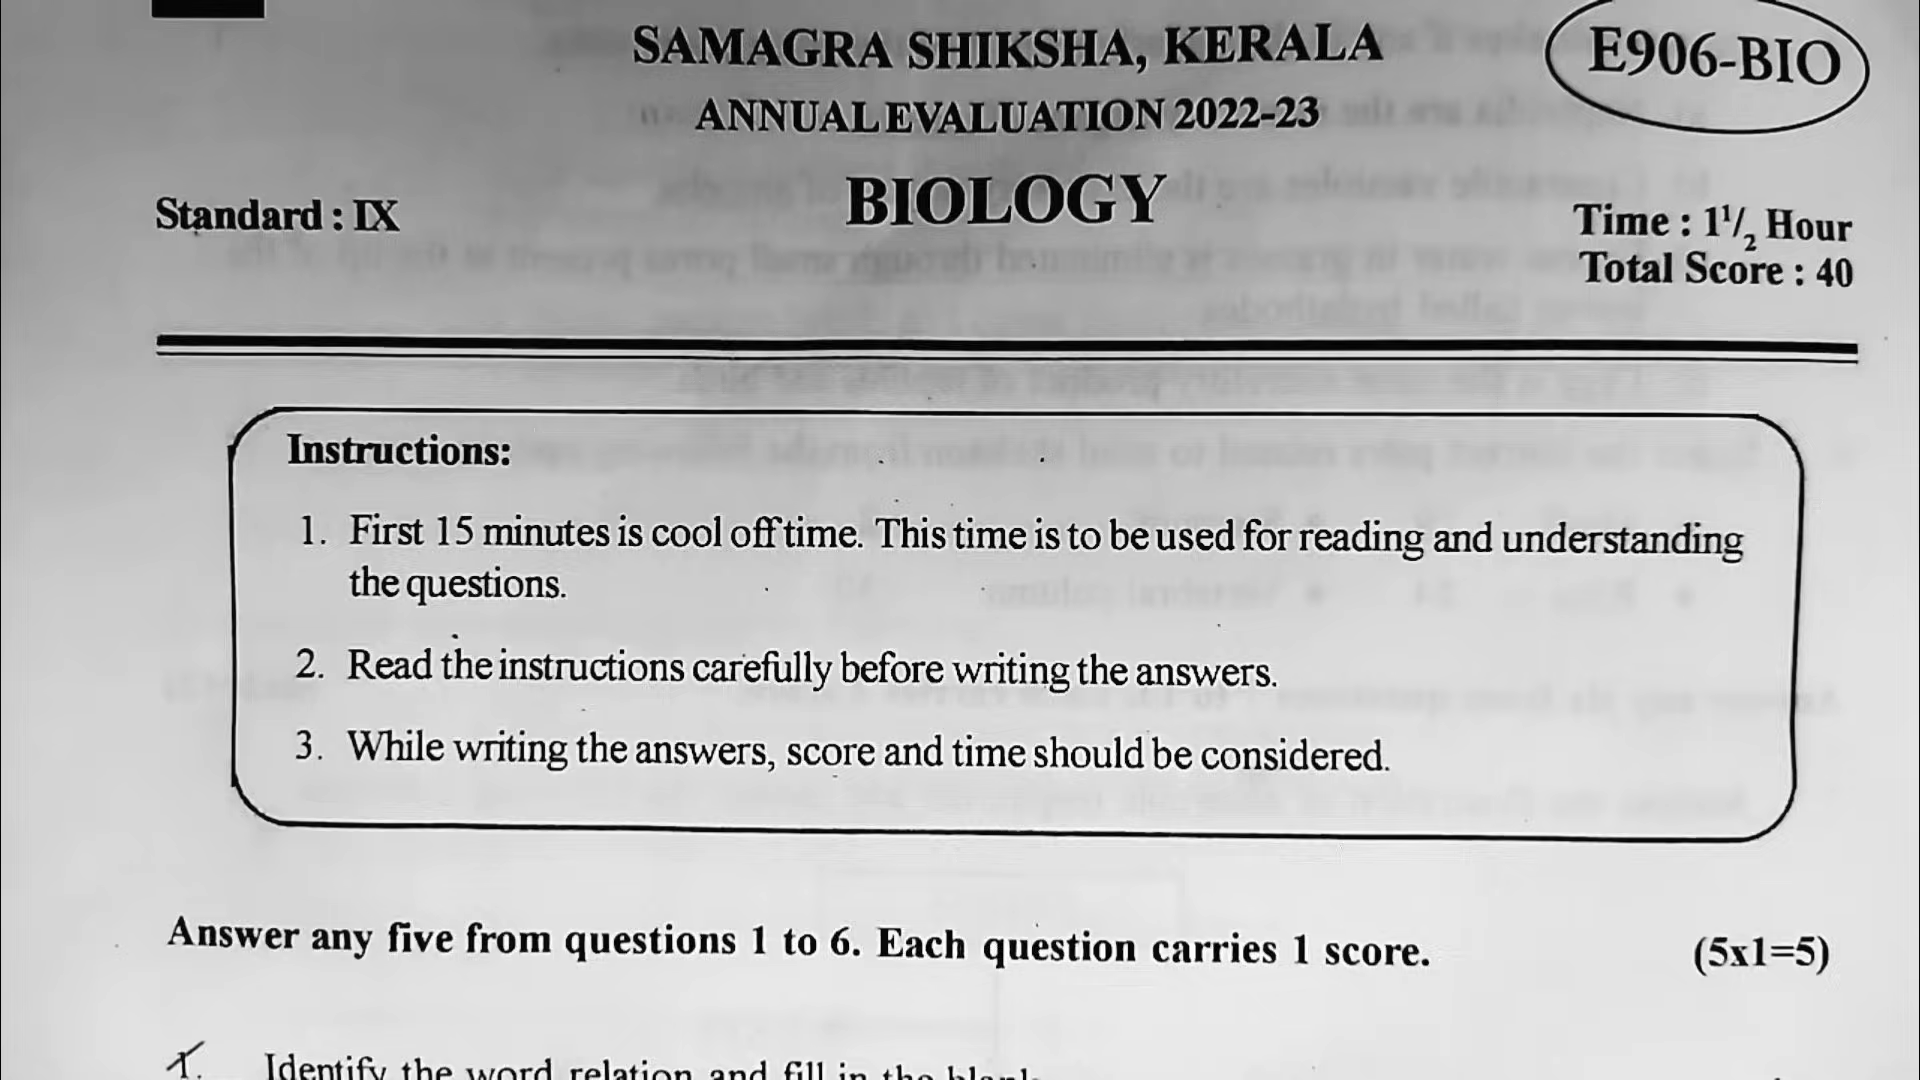 SAMAGRA SHIKSHA, KERALA
E906-BIO
ANNUAL EVALUATION 2022-23
BIOLOGY
Standard : IX
Time : 1 1/2 Hour
Total Score : 40
Instructions:
1. First 15 minutes is cool off time. This time is to be used for reading and understanding
the questions.
2. Read the instructions carefully before writing the answers.
3. While writing the answers, score and time should be considered.
Answer any five from questions 1 to 6. Each question carries 1 score. (5x1=5)
1. Identify the word relation and fill in the blank